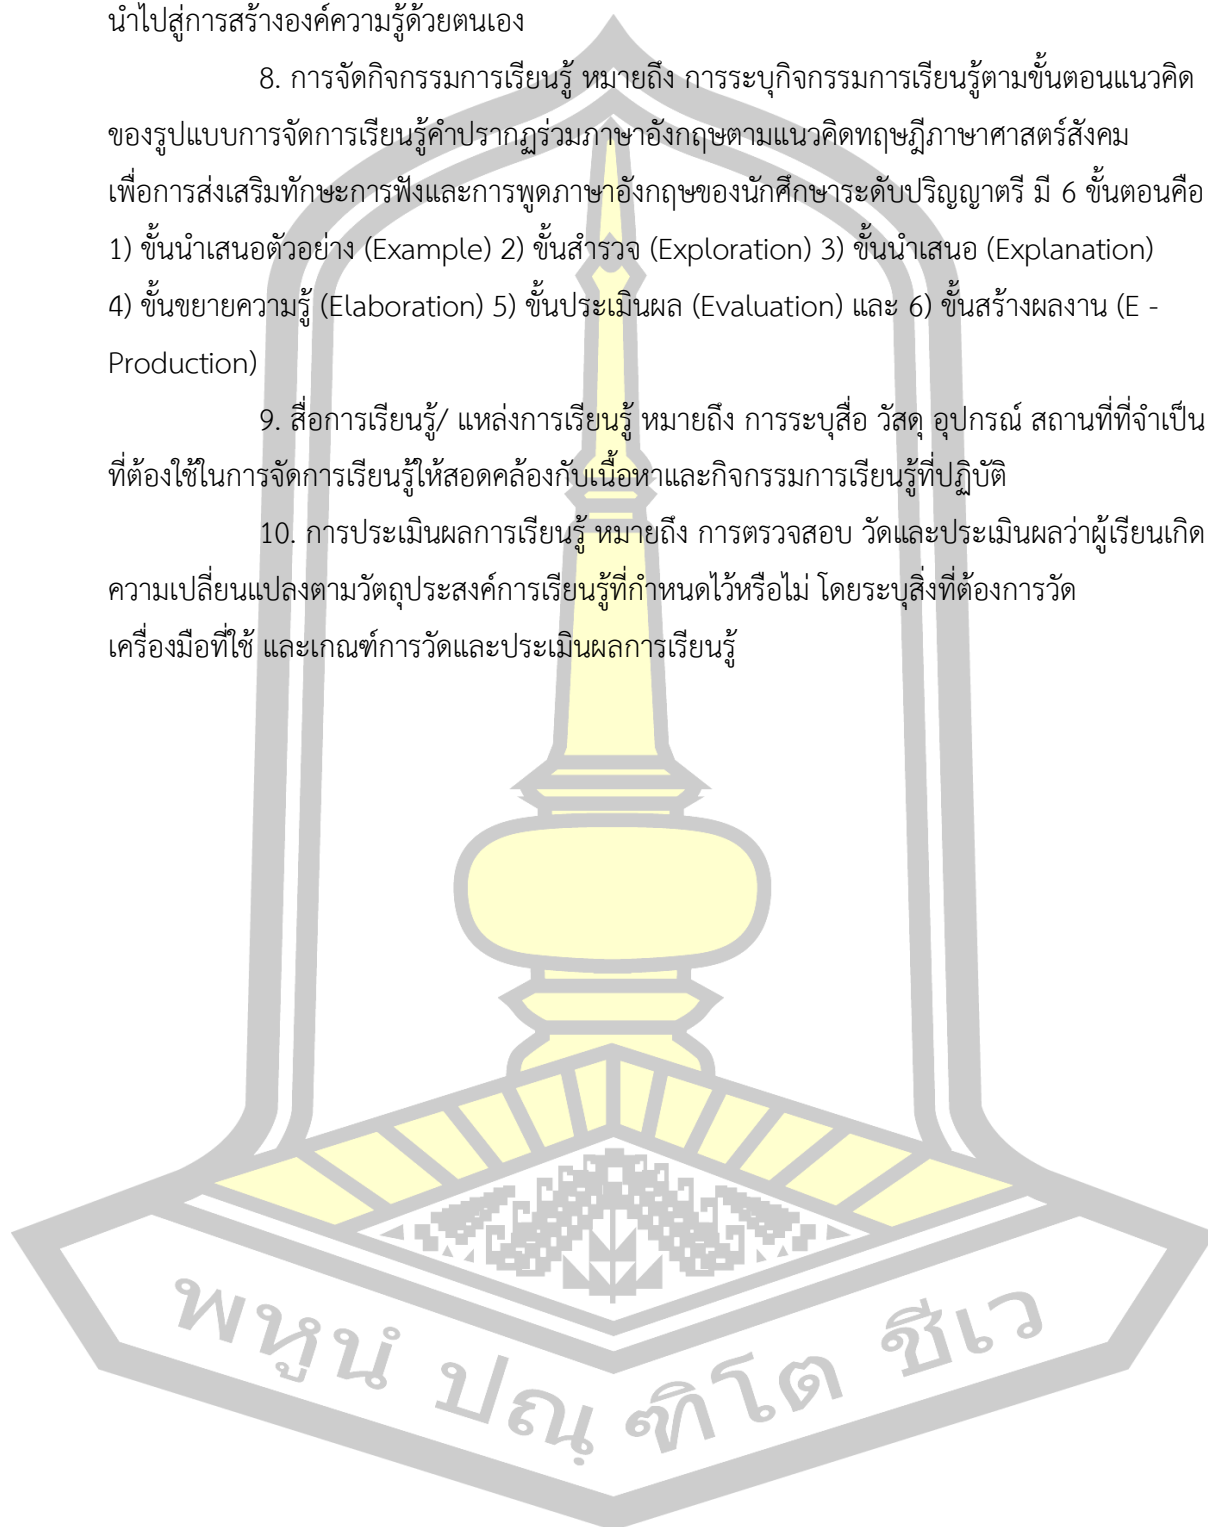 นำไปสู่การสร้างองค์ความรู้ด้วยตนเอง
8. การจัดกิจกรรมการเรียนรู้ หมายถึง การระบุกิจกรรมการเรียนรู้ตามขั้นตอนแนวคิด
ของรูปแบบการจัดการเรียนรู้คำปรากฏร่วมภาษาอังกฤษตามแนวคิดทฤษฎีภาษาศาสตร์สังคม
เพื่อการส่งเสริมทักษะการฟังและการพูดภาษาอังกฤษของนักศึกษาระดับปริญญาตรี มี 6 ขั้นตอนคือ
1) ขั้นนำเสนอตัวอย่าง (Example) 2) ขั้นสำรวจ (Exploration) 3) ขั้นนำเสนอ (Explanation)
4) ขั้นขยายความรู้ (Elaboration) 5) ขั้นประเมินผล (Evaluation) และ 6) ขั้นสร้างผลงาน (E -
Production)
9. สื่อการเรียนรู้/ แหล่งการเรียนรู้ หมายถึง การระบุสื่อ วัสดุ อุปกรณ์ สถานที่ที่จำเป็น
ที่ต้องใช้ในการจัดการเรียนรู้ให้สอดคล้องกับเนื้อหาและกิจกรรมการเรียนรู้ที่ปฏิบัติ
10. การประเมินผลการเรียนรู้ หมายถึง การตรวจสอบ วัดและประเมินผลว่าผู้เรียนเกิด
ความเปลี่ยนแปลงตามวัตถุประสงค์การเรียนรู้ที่กำหนดไว้หรือไม่ โดยระบุสิ่งที่ต้องการวัด
เครื่องมือที่ใช้ และเกณฑ์การวัดและประเมินผลการเรียนรู้
พหูนํ ปณฺฑิโต ชีเว